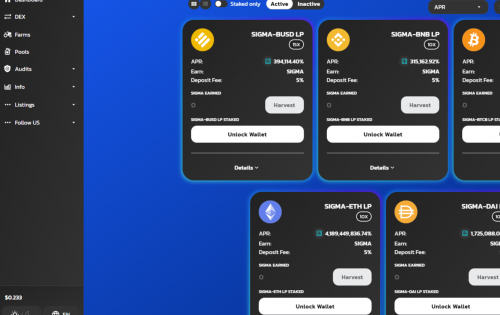 Dashboard
DEX
Farms
Pools
Audits
Info
Listings
Follow US
$0.233
EN
Staked only
Active
Inactive
APR
SIGMA-BUSD LP
15X
APR:
394,114.40%
Earn:
SIGMA
Deposit Fee:
5%
SIGMA EARNED
0
Harvest
SIGMA-BUSD LP STAKED
Unlock Wallet
Details
SIGMA-BNB LP
10X
APR:
315,162.92%
Earn:
SIGMA
Deposit Fee:
5%
SIGMA EARNED
0
Harvest
SIGMA-BNB LP STAKED
Unlock Wallet
Details
APR:
Earn:
Deposit Fee:
SIGMA EARNED
0
SIGMA-BTCB LP STAKED
SIGMA-ETH LP
10X
APR:
4,189,449,836.74%
Earn:
SIGMA
Deposit Fee:
5%
SIGMA EARNED
0
Harvest
SIGMA-ETH LP STAKED
Unlock Wallet
SIGMA-DAI
APR:
1,725,088.0
Earn:
Deposit Fee:
SIGMA EARNED
0
Harvest
SIGMA-DAI LP STAKED
Unlock Wallet